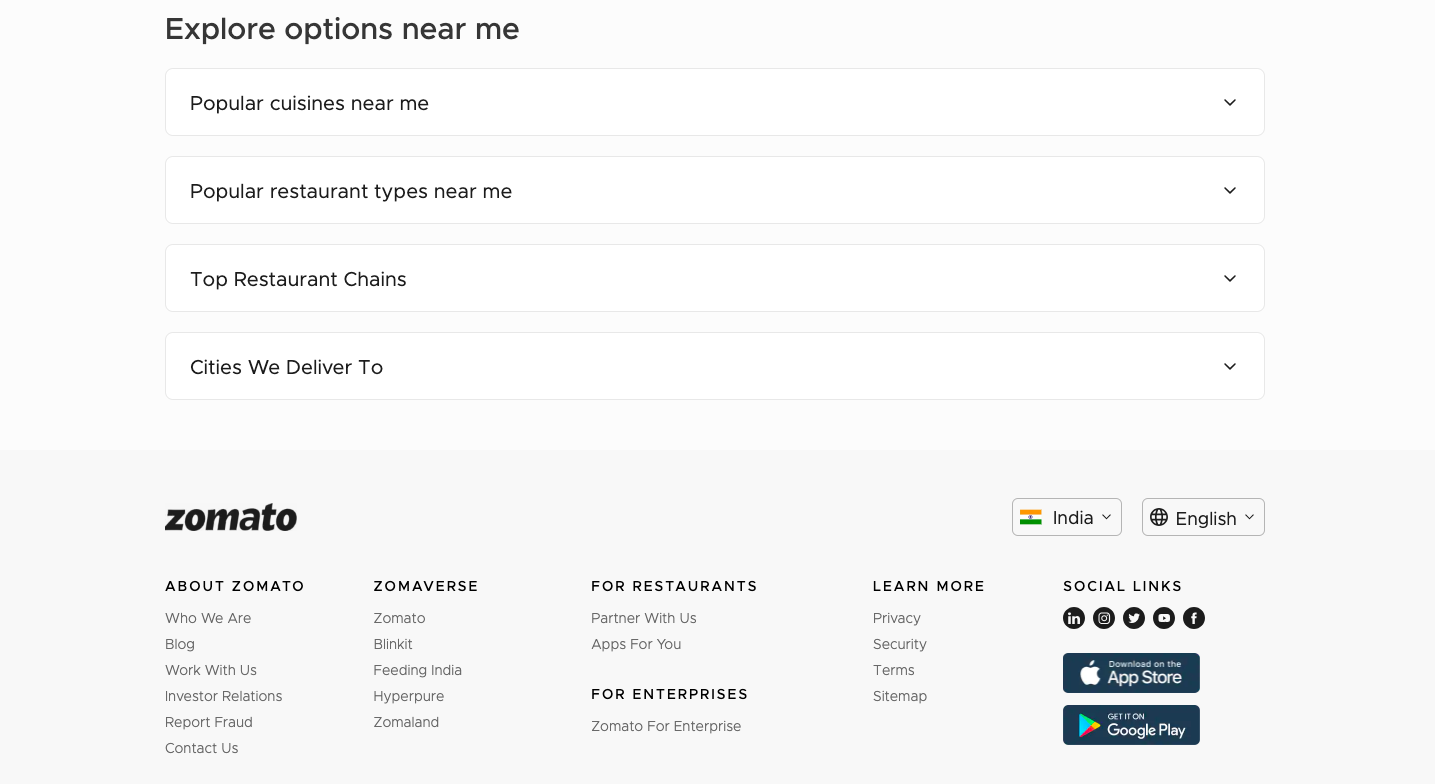 Explore options near me
Popular cuisines near me
Popular restaurant types near me
Top Restaurant Chains
Cities We Deliver To
zomato
India
English
ABOUT ZOMATO
Who We Are
Blog
Work With Us
Investor Relations
Report Fraud
Contact Us
ZOMAVERSE
Zomato
Blinkit
Feeding India
Hyperpure
Zomaland
FOR RESTAURANTS
Partner With Us
Apps For You
FOR ENTERPRISES
Zomato For Enterprise
LEARN MORE
Privacy
Security
Terms
Sitemap
SOCIAL LINKS
Download on the
App Store
GET IT ON
Google Play